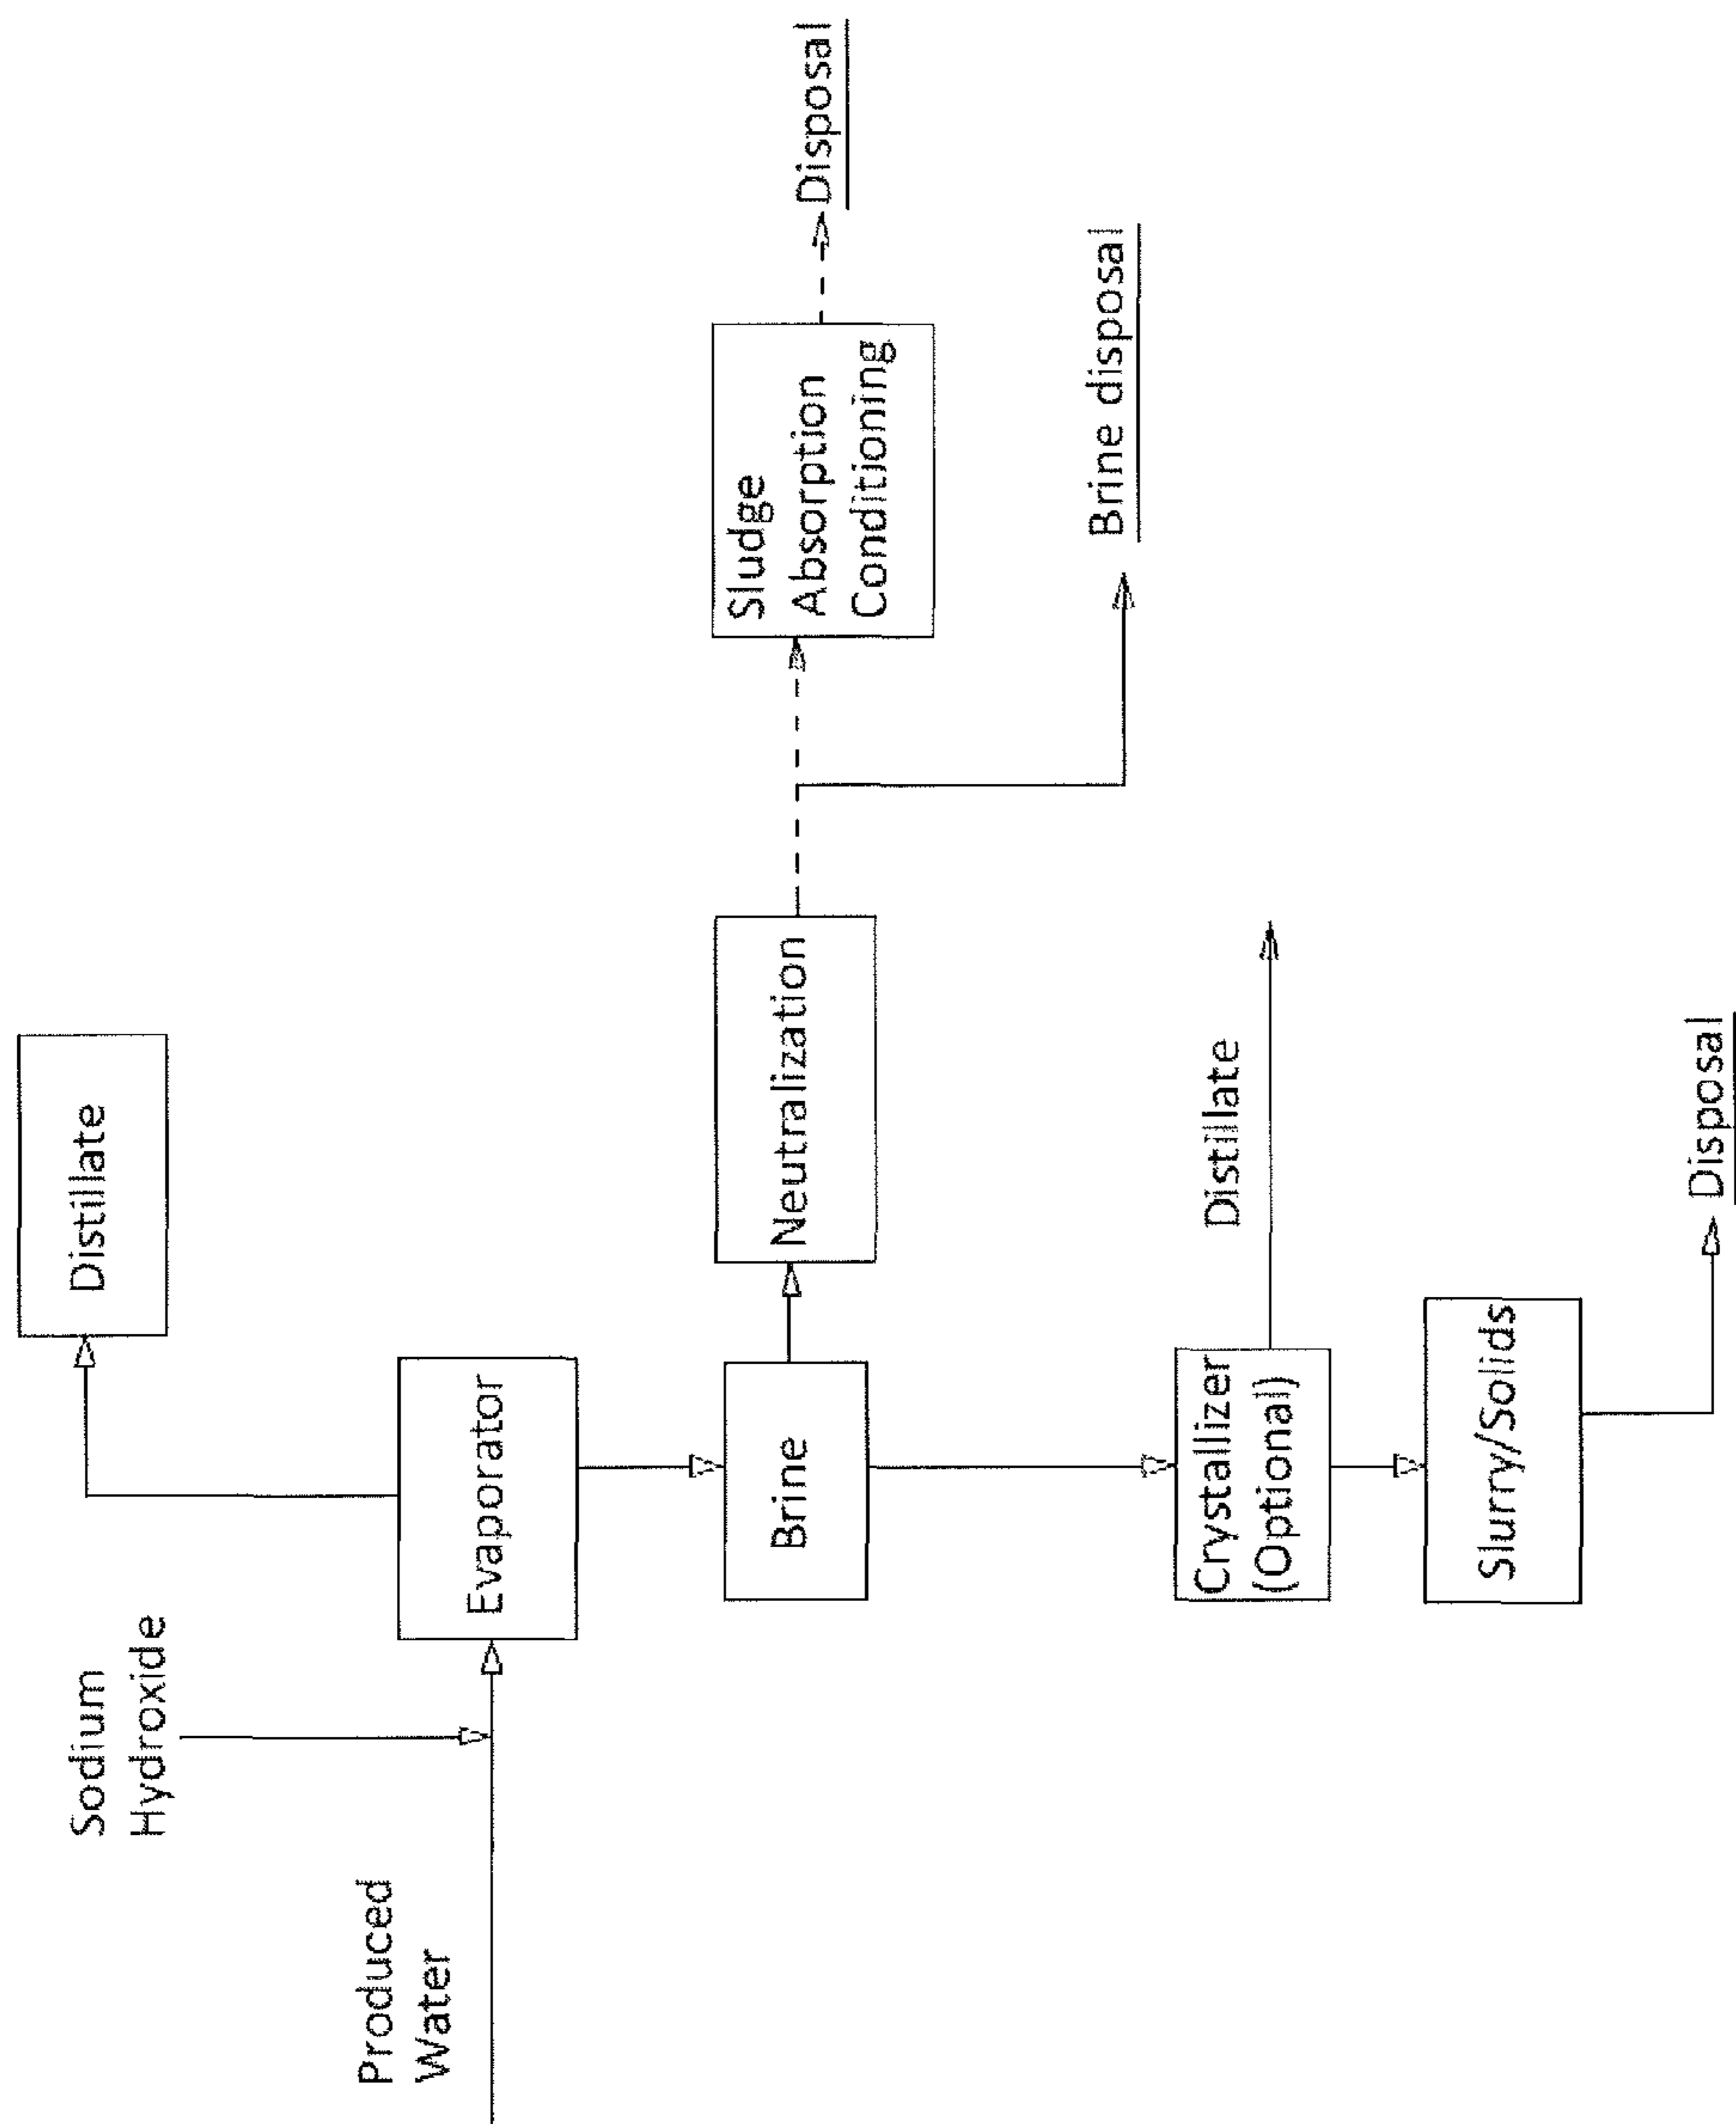 Produced
Water
Sodium
Hydroxide
Evaporator
Distillate
Brine
Neutralization
Sludge
Absorption
Conditioning
Disposal
Brine disposal
Crystallizer
(Optional)
Distillate
Slurry/Solids
Disposal